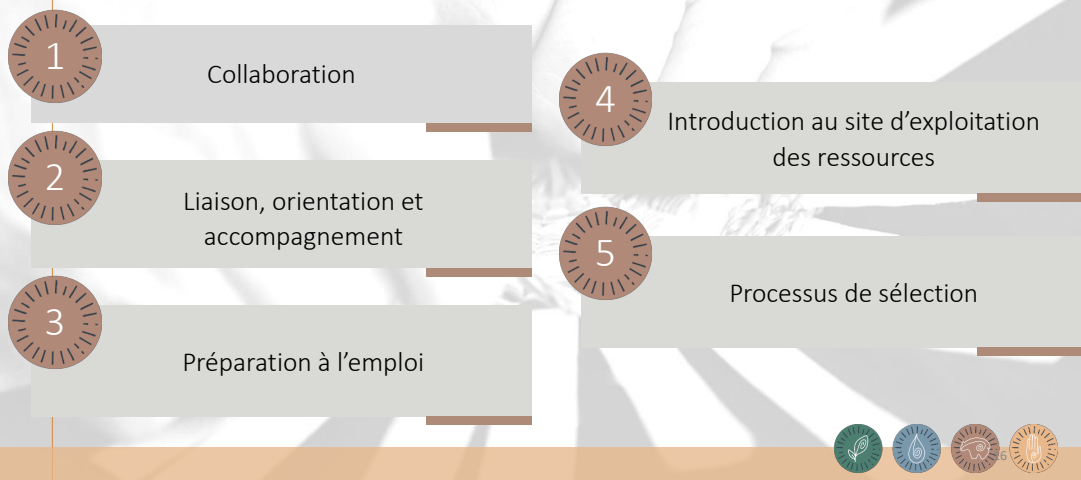 1
Collaboration
2
Liaison, orientation et
accompagnement
3
Préparation à l’emploi
4
Introduction au site d’exploitation
des ressources
5
Processus de sélection